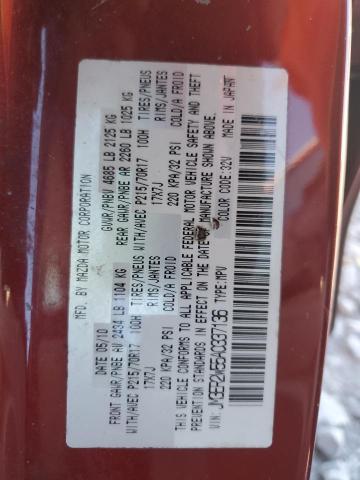 MFD. BY MAZDA MOTOR CORPORATION
DATE 05/10 GVWR/PNBV 4685 LB 2125 KG
FRONT GAWR/PNBE AV 2434 LB 1104 KG REAR GAWR/PNBE AR 2260 LB 1025 KG
WITH/AVEC P215/70R17 100H TIRES/PNEUS WITH/AVEC P215/70R17 100H TIRES/PNEUS
17X7J RIMS/JANTES 17X7J RIMS/JANTES
220 KPA/32 PSI COLD/A FROID 220 KPA/32 PSI COLD/A FROID
THIS VEHICLE CONFORMS TO ALL APPLICABLE FEDERAL MOTOR VEHICLE SAFETY AND THEFT
PREVENTION STANDARDS IN EFFECT ON THE DATE OF MANUFACTURE SHOWN ABOVE.
VIN: TYPE:MPV COLOR CODE:32V MADE IN JAPAN